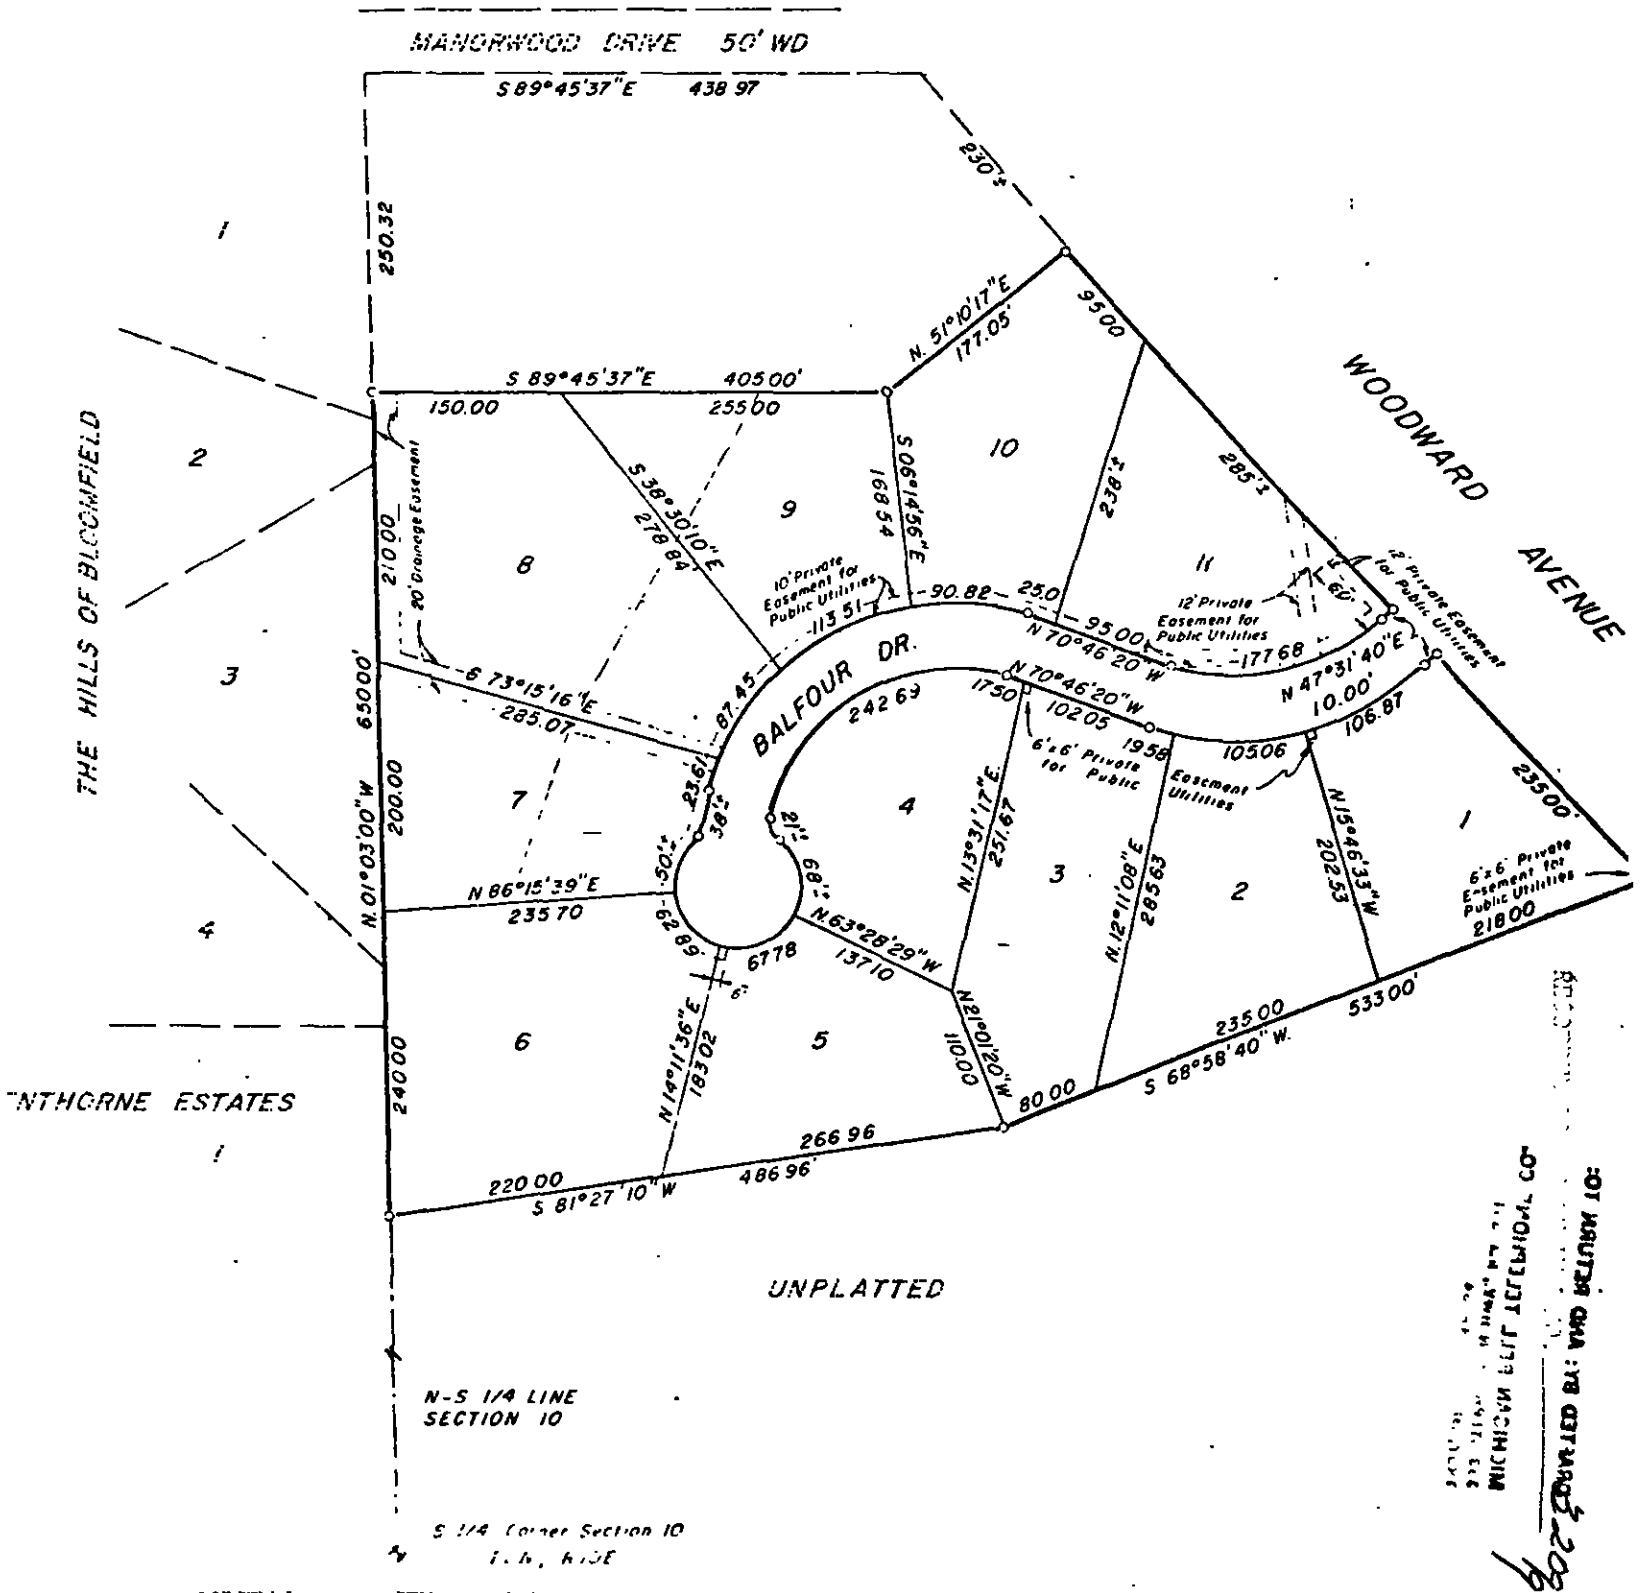 MANORWOOD DRIVE 50' WD
S 89°45'37"E 438 97
230'±
250.32
1
N. 51°10'17"E
177.05'
95 00
WOODWARD
AVENUE
S 89°45'37"E 405 00'
150.00 255 00
THE HILLS OF BLOOMFIELD
2
3
4
20' Drainage Easement
210 00
S 38°30'10"E
278 84'
S 06°14'56"E
168 54
10
238'±
285'±
9
8
11
10' Private
Easement for
Public Utilities
12' Private
Easement for
Public Utilities
12' Private Easement
for Public Utilities
60'
113 51
90.82
25.0
95 00
N 70°46'20"W
177 68
N 47°31'40"E
10.00'
106.87
650 00'
S 73°15'16"E
285.07
87.45
BALFOUR DR.
242 69
17 50
N 70°46'20"W
102 05
19 58
105 06
6'x6' Private Easement
for Public Utilities
235 00'
23.61
38'±
21'±
68'±
50'±
7
4
200.00
N. 01°03'00"W
N. 13°31'17"E
251.67
3
N. 12°11'08"E
285 63
2
N 15°46'33"W
202.53
1
6'x6' Private
Easement for
Public Utilities
218 00
N 86°15'39"E
235 70
62 89
67 78
N. 63°28'29"W
137 10
6'
N 21°01'20"W
110.00
235 00
533 00'
S 68°58'40"W.
80 00
6
5
N 14°11'36"E
183 02
240 00
NTHORNE ESTATES
1
266 96
486 96'
220 00
S 81°27'10"W
UNPLATTED
N-S 1/4 LINE
SECTION 10
S 1/4 Corner Section 10
RETURN TO:
MICHIGAN BELL TELEPHONE CO